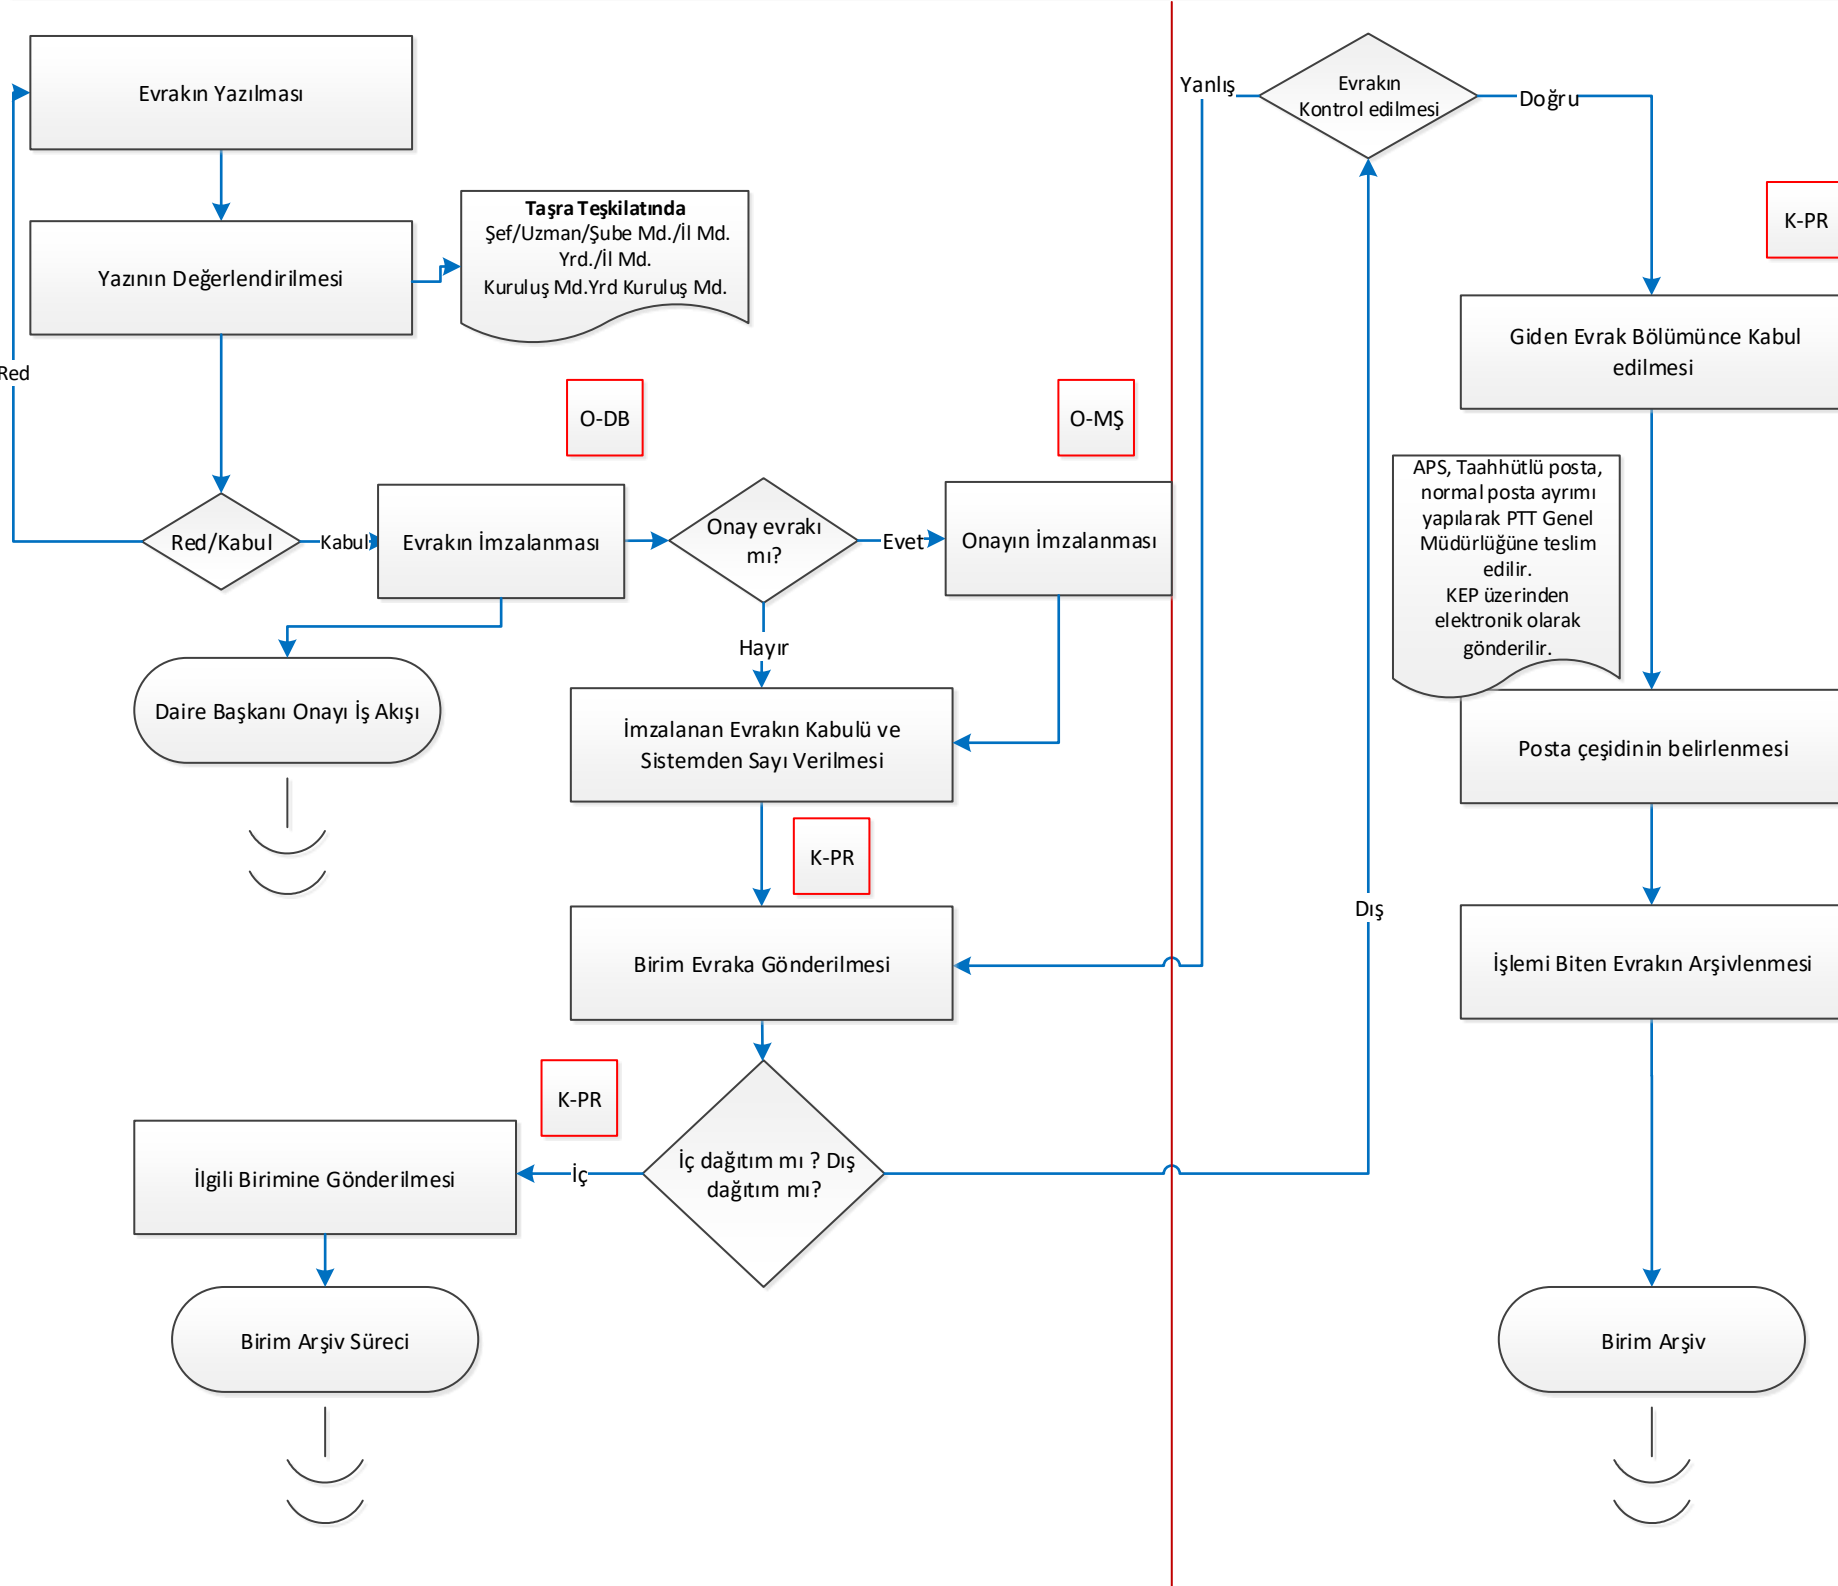 Evrakın Yazılması
Yazının Değerlendirilmesi
Taşra Teşkilatında
Şef/Uzman/Şube Md./İl Md.
Yrd./İl Md.
Kuruluş Md.Yrd Kuruluş Md.
Red
O-DB
O-MŞ
Red/Kabul
Kabul
Evrakın İmzalanması
Onay evrakı
mı?
Evet
Onayın İmzalanması
Hayır
Daire Başkanı Onayı İş Akışı
İmzalanan Evrakın Kabulü ve
Sistemden Sayı Verilmesi
K-PR
Birim Evraka Gönderilmesi
K-PR
İç dağıtım mı ? Dış
dağıtım mı?
İç
İlgili Birimine Gönderilmesi
Birim Arşiv Süreci
Yanlış
Evrakın
Kontrol edilmesi
Doğru
K-PR
Giden Evrak Bölümünce Kabul
edilmesi
APS, Taahhütlü posta,
normal posta ayrımı
yapılarak PTT Genel
Müdürlüğüne teslim
edilir.
KEP üzerinden
elektronik olarak
gönderilir.
Posta çeşidinin belirlenmesi
Dış
İşlemi Biten Evrakın Arşivlenmesi
Birim Arşiv